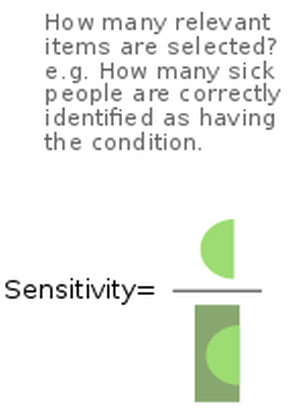 How many relevant
items are selected?
e.g. How many sick
people are correctly
identified as having
the condition.
Sensitivity=